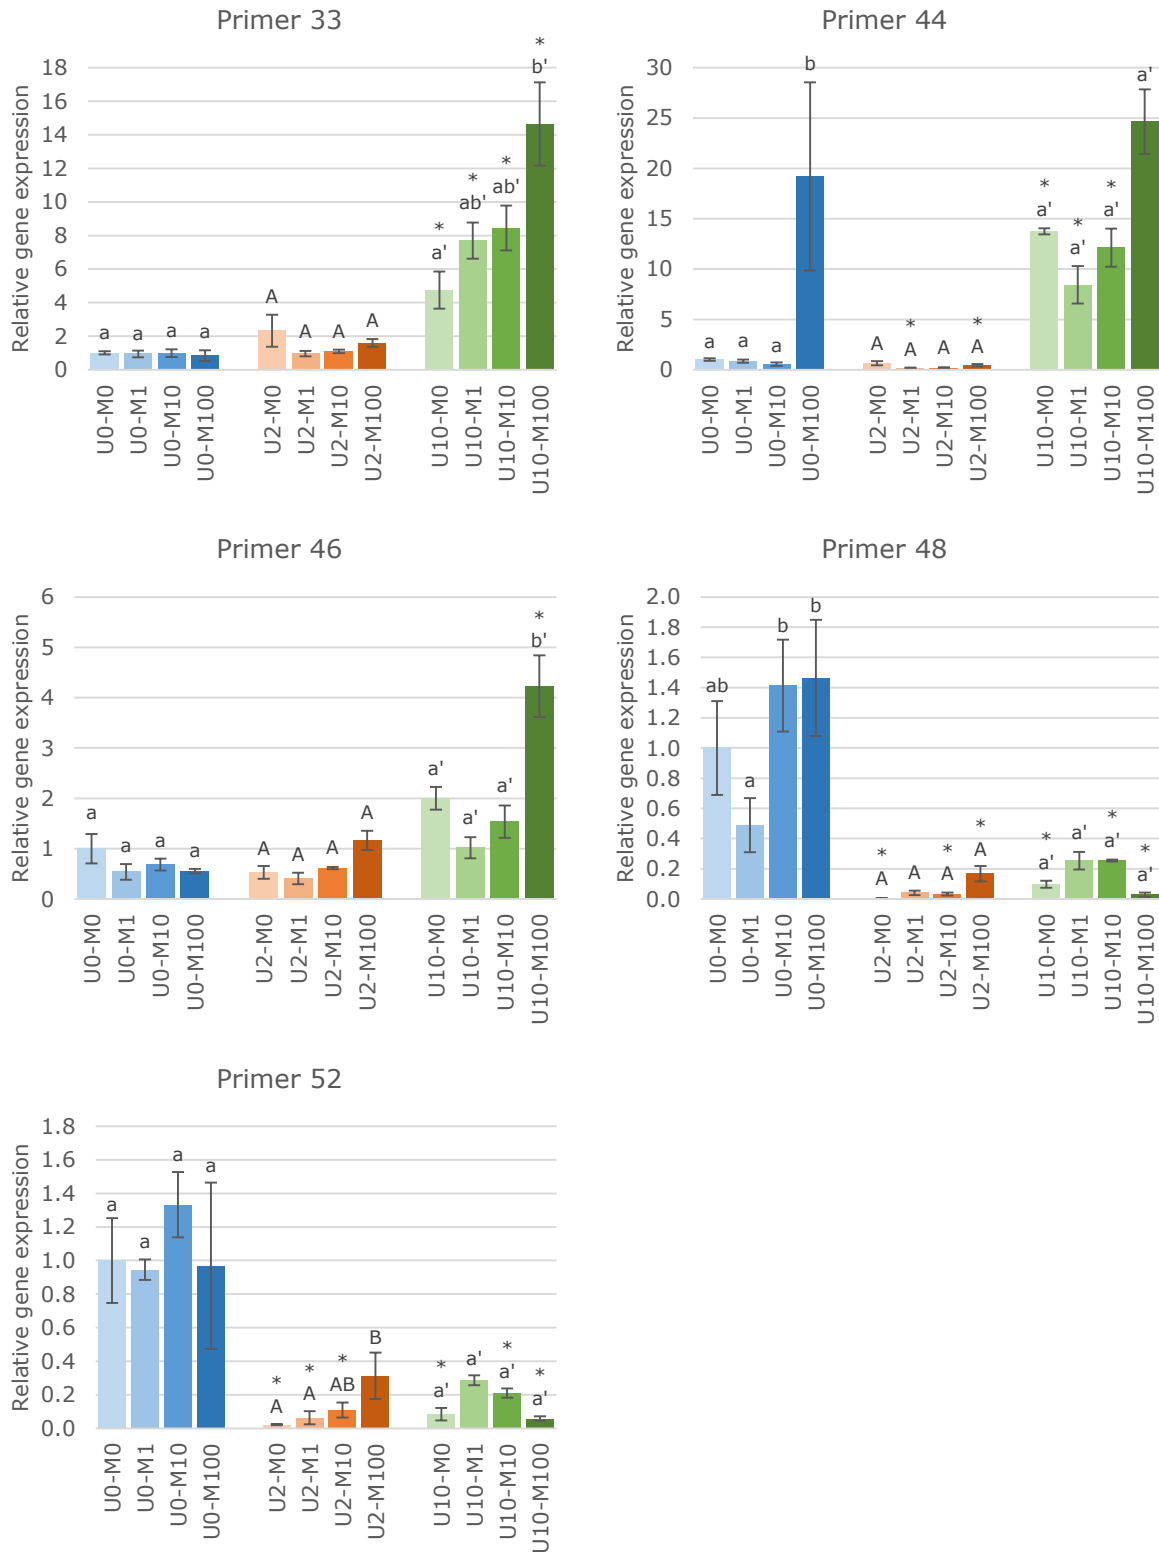 Primer 33
Relative gene expression
18
16
14
12
10
8
6
4
2
0
a
a
a
a
A
A
A
A
*
a'
*
ab'
*
ab'
*
b'
U0-M0
U0-M1
U0-M10
U0-M100
U2-M0
U2-M1
U2-M10
U2-M100
U10-M0
U10-M1
U10-M10
U10-M100
Primer 44
Relative gene expression
30
25
20
15
10
5
0
a
a
a
b
A
*
A
A
*
A
*
a'
*
a'
*
a'
a'
U0-M0
U0-M1
U0-M10
U0-M100
U2-M0
U2-M1
U2-M10
U2-M100
U10-M0
U10-M1
U10-M10
U10-M100
Primer 46
Relative gene expression
6
5
4
3
2
1
0
a
a
a
a
A
A
A
A
a'
a'
a'
*
b'
U0-M0
U0-M1
U0-M10
U0-M100
U2-M0
U2-M1
U2-M10
U2-M100
U10-M0
U10-M1
U10-M10
U10-M100
Primer 48
Relative gene expression
2.0
1.8
1.6
1.4
1.2
1.0
0.8
0.6
0.4
0.2
0.0
ab
a
b
b
*
A
A
*
A
*
A
*
a'
a'
*
a'
*
a'
U0-M0
U0-M1
U0-M10
U0-M100
U2-M0
U2-M1
U2-M10
U2-M100
U10-M0
U10-M1
U10-M10
U10-M100
Primer 52
Relative gene expression
1.8
1.6
1.4
1.2
1.0
0.8
0.6
0.4
0.2
0.0
a
a
a
a
*
A
*
A
*
AB
B
*
a'
a'
*
a'
*
a'
U0-M0
U0-M1
U0-M10
U0-M100
U2-M0
U2-M1
U2-M10
U2-M100
U10-M0
U10-M1
U10-M10
U10-M100